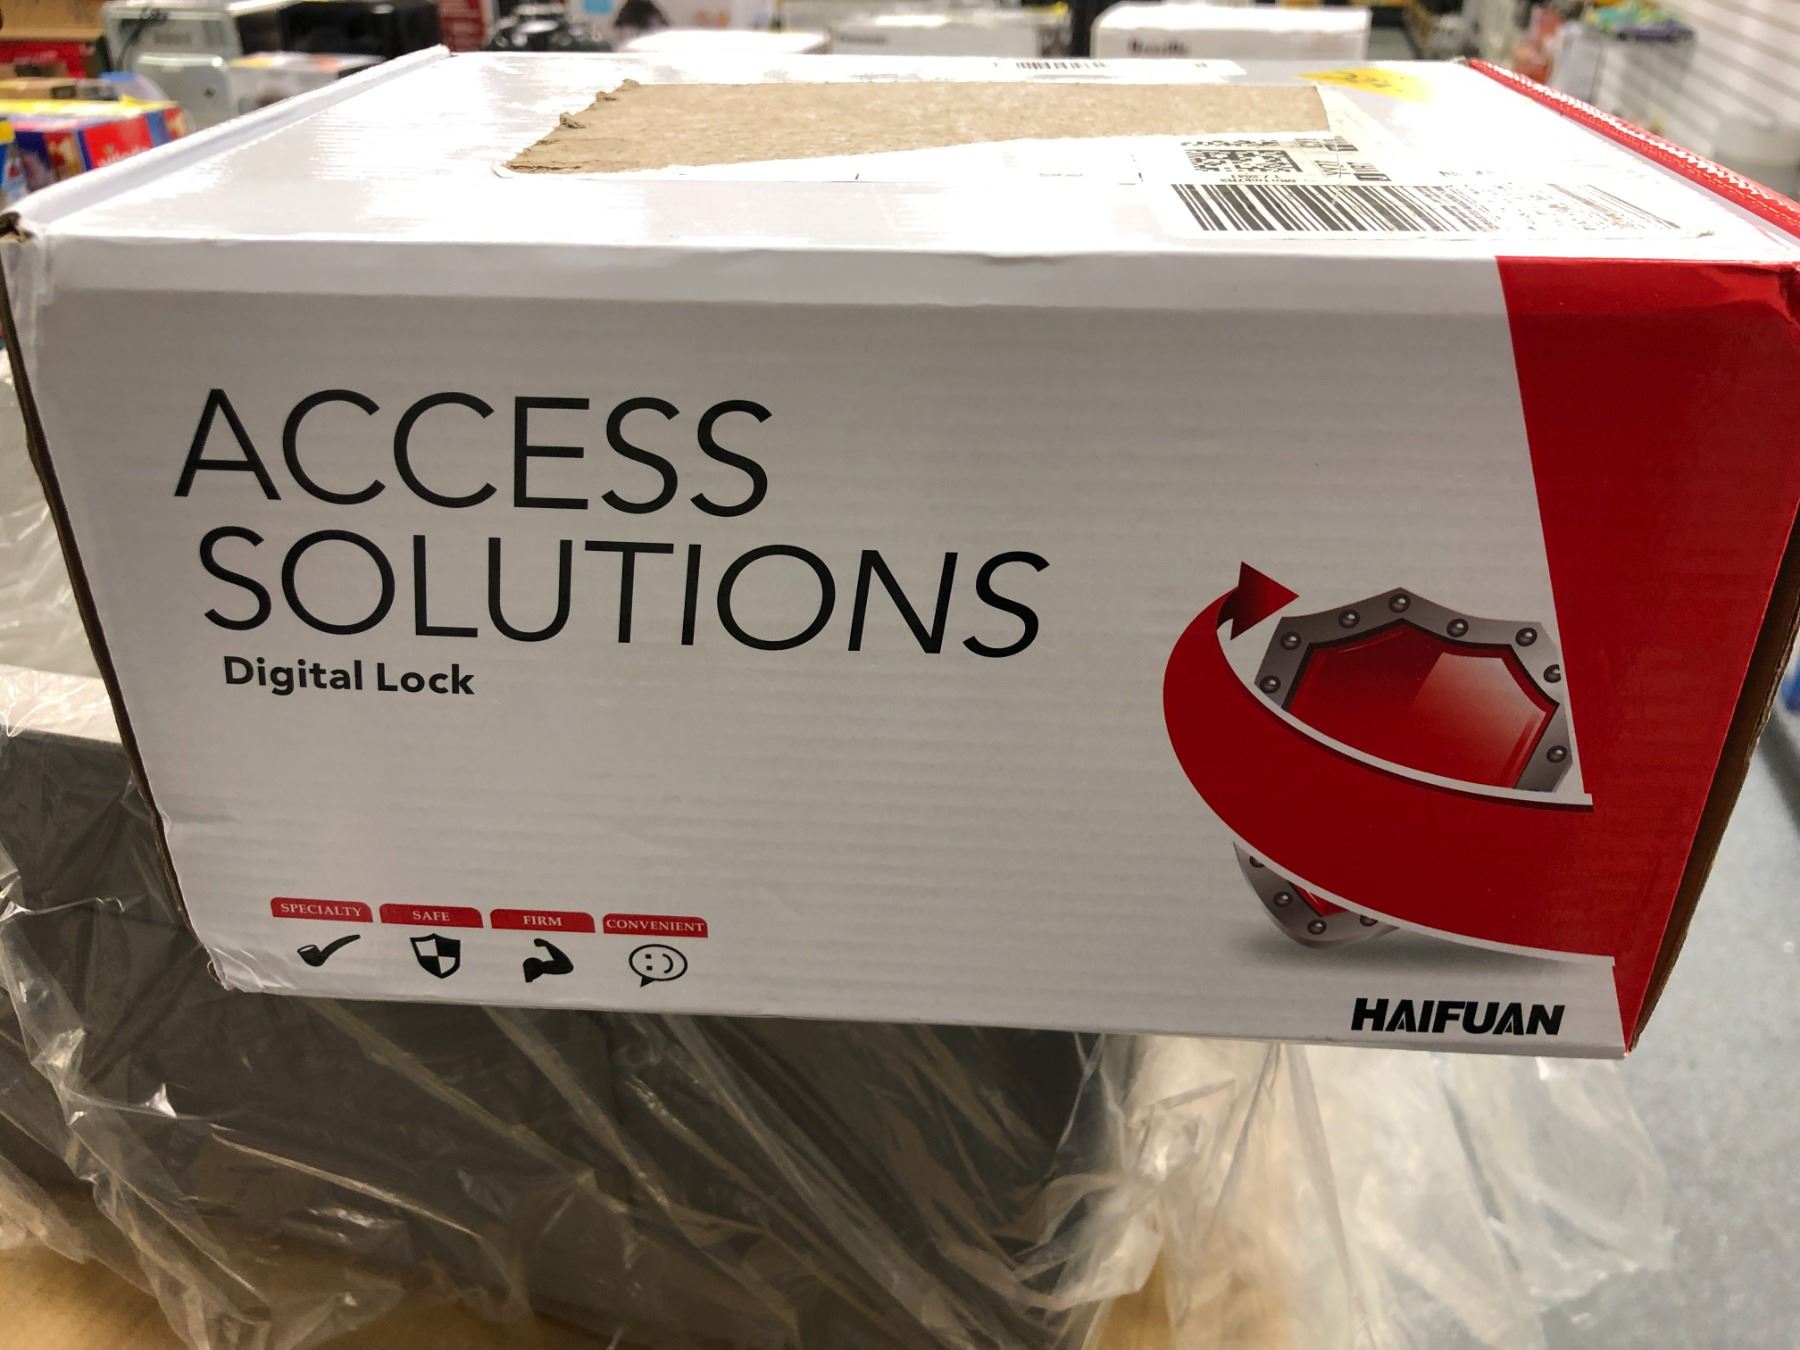 ACCESS
SOLUTIONS
Digital Lock
SPECIALTY SAFE FIRM CONVENIENT
HAIFUAN